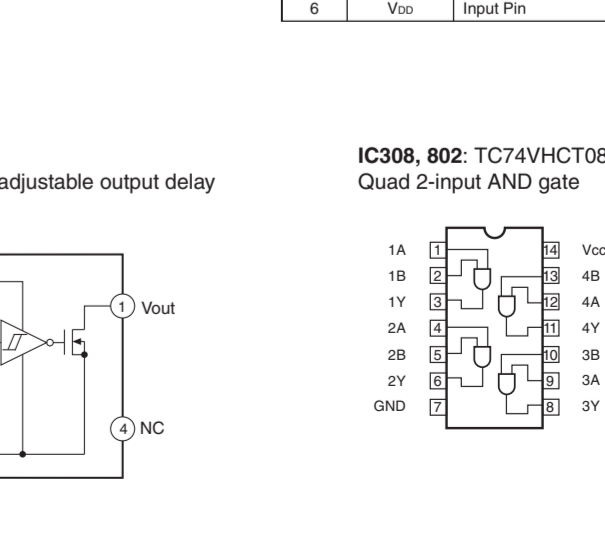 6 VDD Input Pin
adjustable output delay
1 Vout
4 NC
IC308, 802: TC74VHCT08
Quad 2-input AND gate
1A 1 14 Vcc
1B 2 13 4B
1Y 3 12 4A
2A 4 11 4Y
2B 5 10 3B
2Y 6 9 3A
GND 7 8 3Y